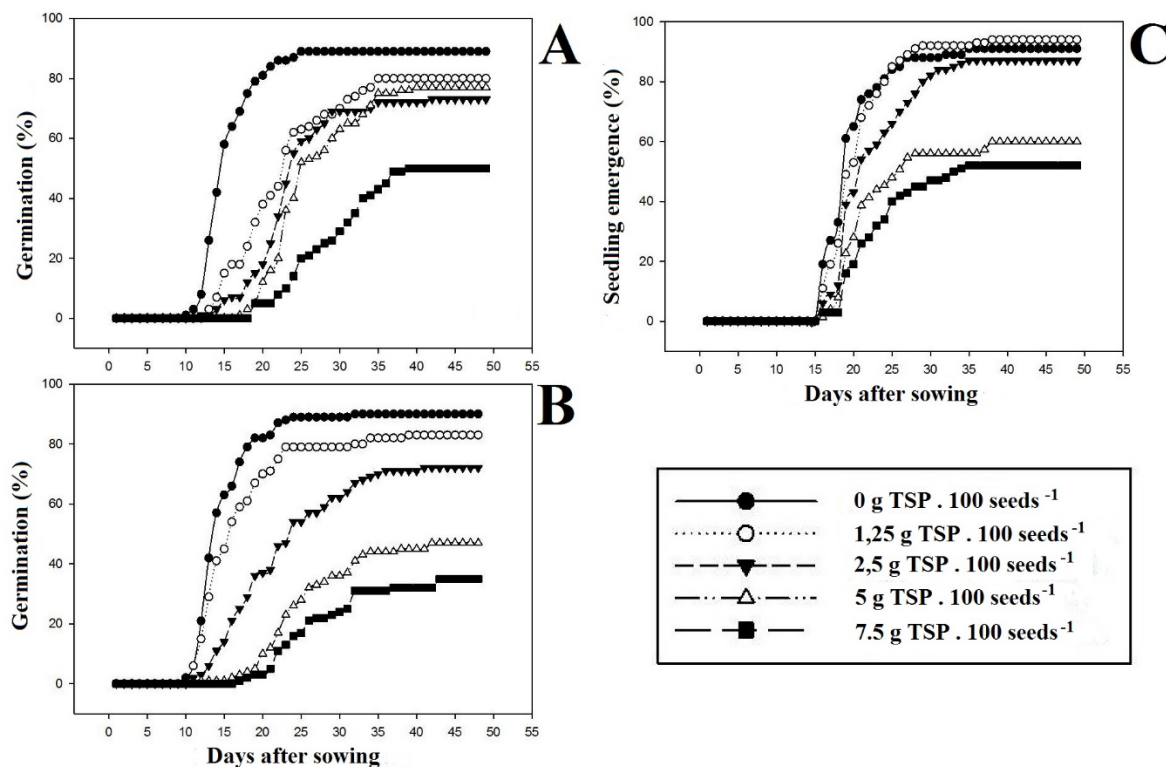 A
Germination (%)
100
80
60
40
20
0
0 5 10 15 20 25 30 35 40 45 50 55
B
Germination (%)
100
80
60
40
20
0
0 5 10 15 20 25 30 35 40 45 50 55
Days after sowing
C
Seedling emergence (%)
100
80
60
40
20
0
0 5 10 15 20 25 30 35 40 45 50 55
Days after sowing
0 g TSP . 100 seeds -1
1,25 g TSP . 100 seeds -1
2,5 g TSP . 100 seeds -1
5 g TSP . 100 seeds -1
7.5 g TSP . 100 seeds -1